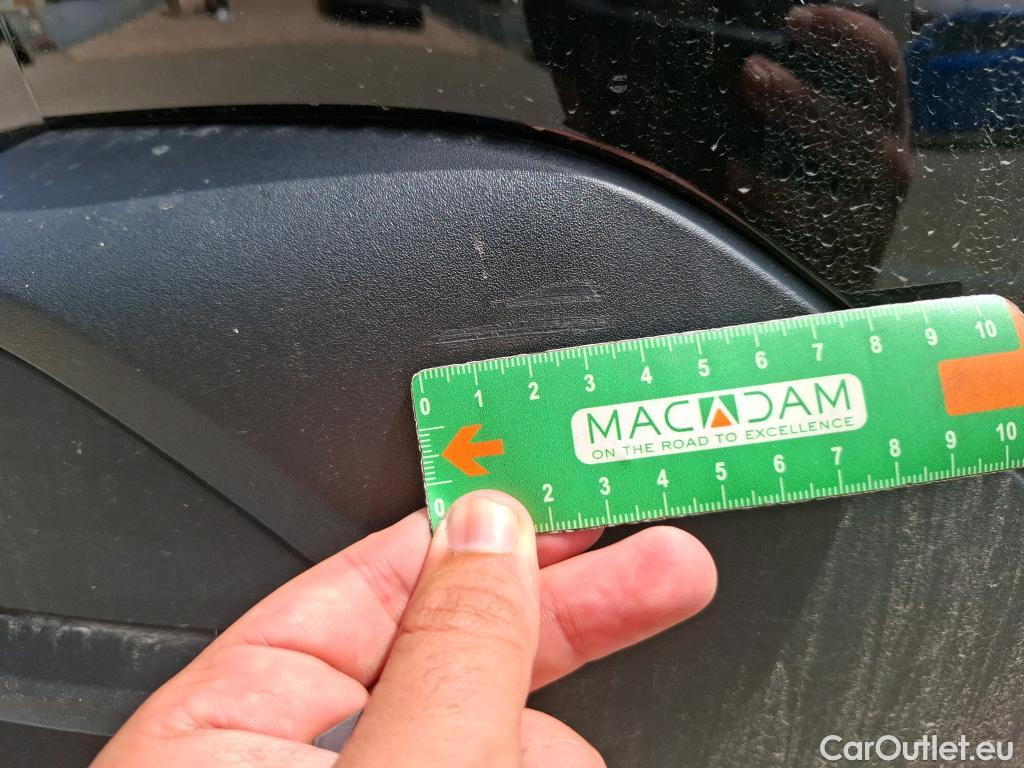 0 1 2 3 4 5 6 7 8 9 10
MACADAM
ON THE ROAD TO EXCELLENCE
0 2 3 4 5 6 7 8 9 10
CarOutlet.eu